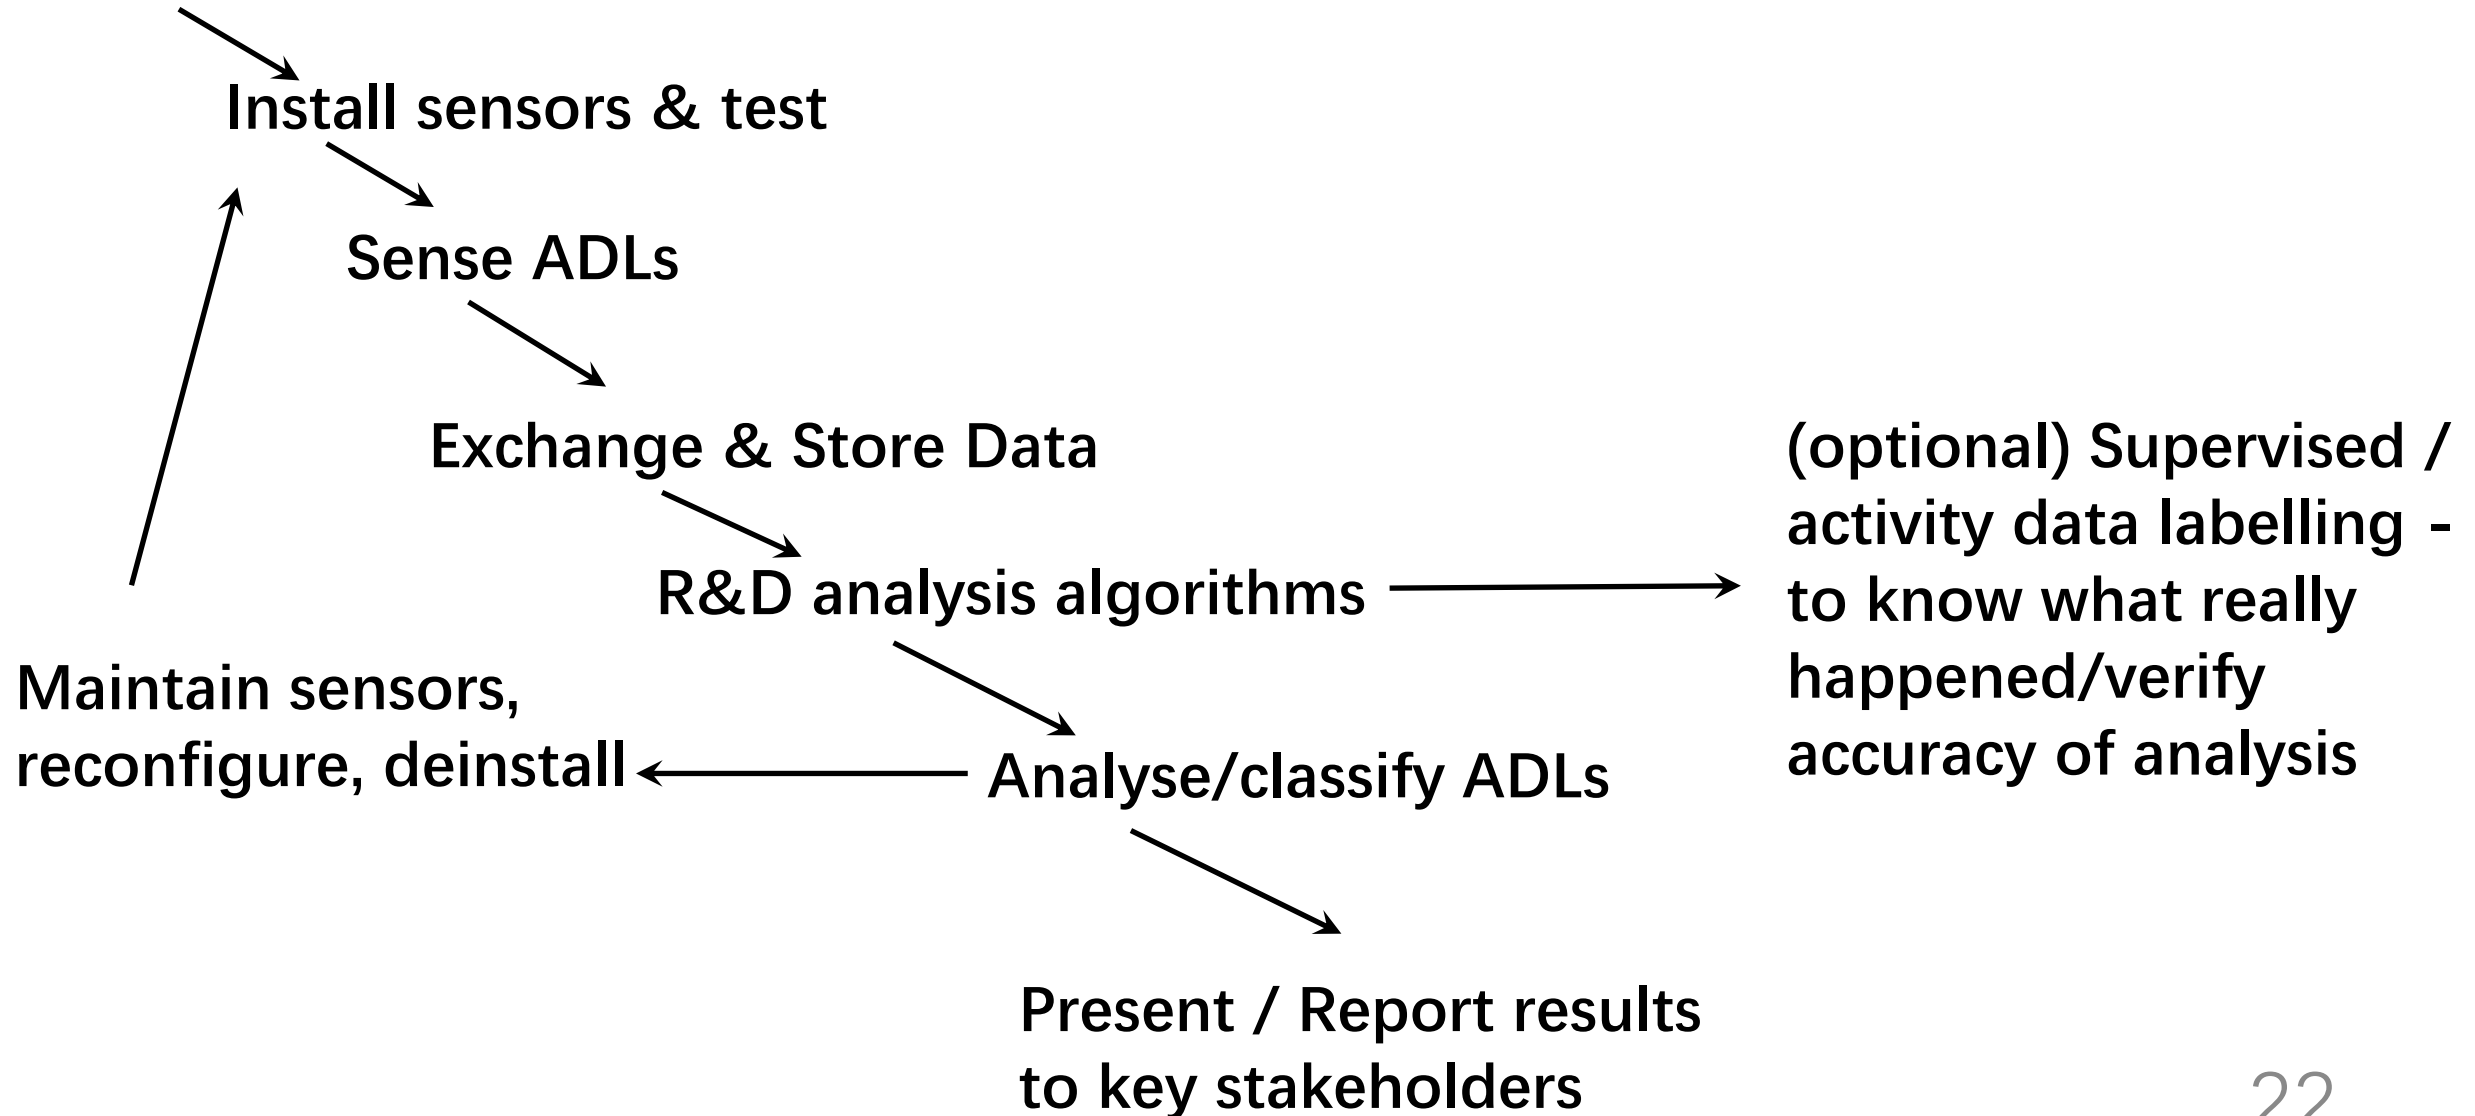 Install sensors & test
Sense ADLs
Exchange & Store Data
(optional) Supervised /
activity data labelling -
to know what really
happened/verify
accuracy of analysis
R&D analysis algorithms
Maintain sensors,
reconfigure, deinstall
Analyse/classify ADLs
Present / Report results
to key stakeholders
22